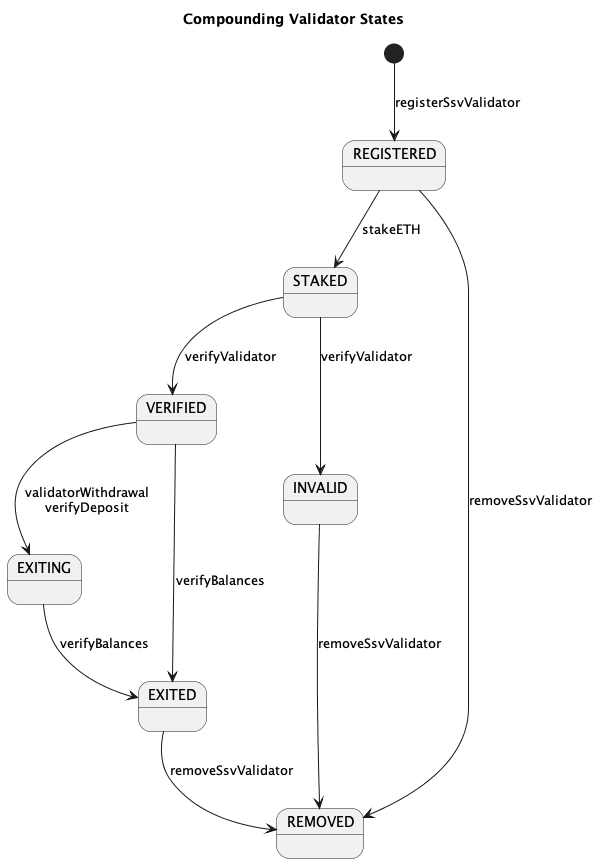 Compounding Validator States
registerSsvValidator
REGISTERED
stakeETH
STAKED
verifyValidator
verifyValidator
VERIFIED
INVALID
validatorWithdrawal
verifyDeposit
removeSsvValidator
EXITING
verifyBalances
verifyBalances
removeSsvValidator
EXITED
removeSsvValidator
REMOVED